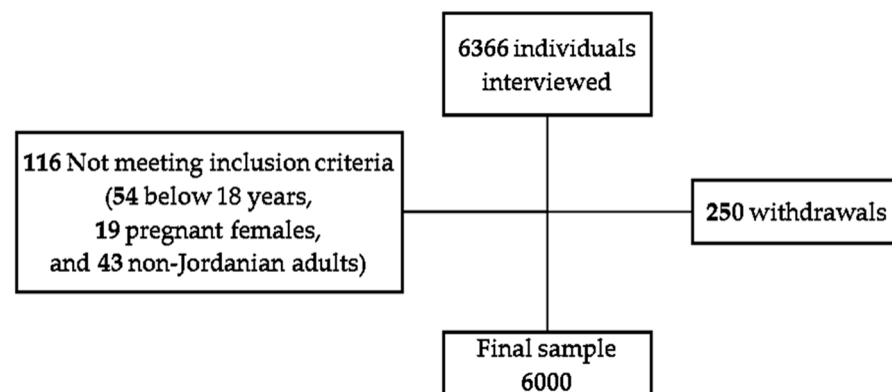 6366 individuals
interviewed
116 Not meeting inclusion criteria
(54 below 18 years,
19 pregnant females,
and 43 non-Jordanian adults)
250 withdrawals
Final sample
6000